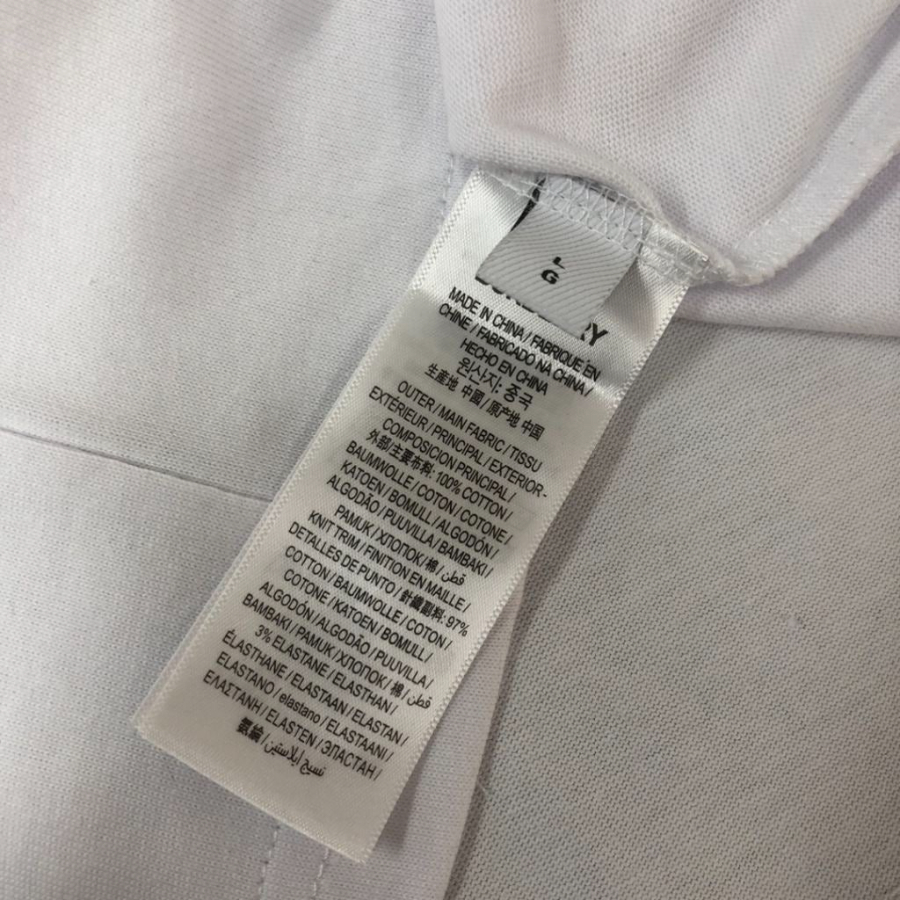 L
G
MADE IN CHINA / FABRIQUE EN
CHINE / FABRICADO NA CHINA /
HECHO EN CHINA
원산지: 중국
生産地 中国 / 原产地 中国
OUTER / MAIN FABRIC / TISSU
EXTÉRIEUR / PRINCIPAL / EXTERIOR -
COMPOSICION PRINCIPAL /
外部/主要布料: 100% COTTON /
BAUMWOLLE / COTON / COTONE /
KATOEN / BOMULL / ALGODÓN /
ALGODÃO / PUUVILLA / BAMBAKI /
PAMUK / ХЛОПОК / 棉 / قطن /
KNIT TRIM / FINITION EN MAILLE /
DETALLES DE PUNTO / 針織副料: 97%
COTTON / BAUMWOLLE / COTON /
COTONE / KATOEN / BOMULL /
ALGODÓN / ALGODÃO / PUUVILLA /
BAMBAKI / PAMUK / ХЛОПОК / 棉 / قطن /
3% ELASTANE / ELASTHAN /
ÉLASTHANE / ELASTAAN / ELASTAN /
ELASTANO / elastano / ELASTAANI /
ΕΛΑΣΤΑΝΗ / ELASTEN / ЭЛАСТАН /
氨綸 / نسيج إيلاستين /